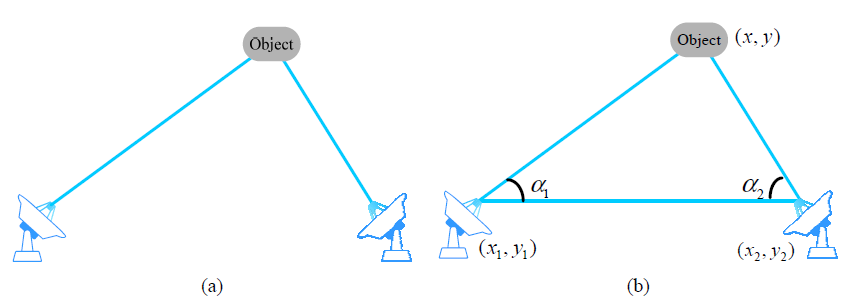 Object
(a)
Object (x, y)
α₁ α₂
(x₁, y₁) (x₂, y₂)
(b)